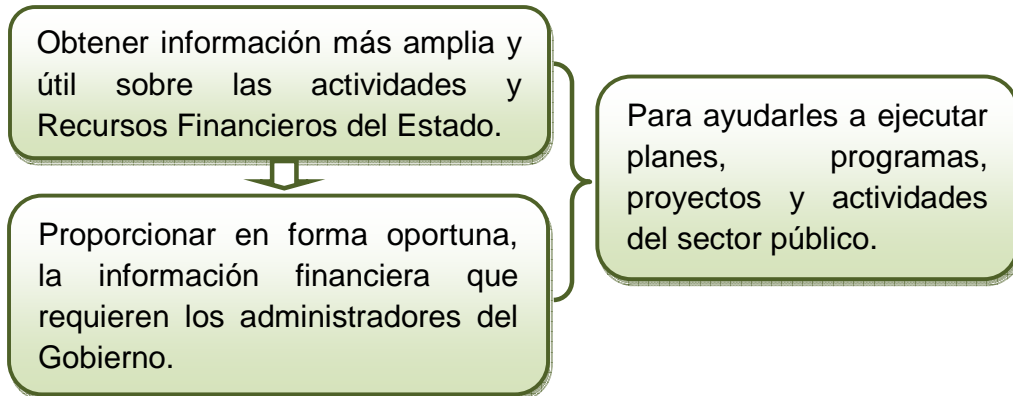 Obtener información más amplia y
útil sobre las actividades y
Recursos Financieros del Estado.
Proporcionar en forma oportuna,
la información financiera que
requieren los administradores del
Gobierno.
Para ayudarles a ejecutar
planes, programas,
proyectos y actividades
del sector público.